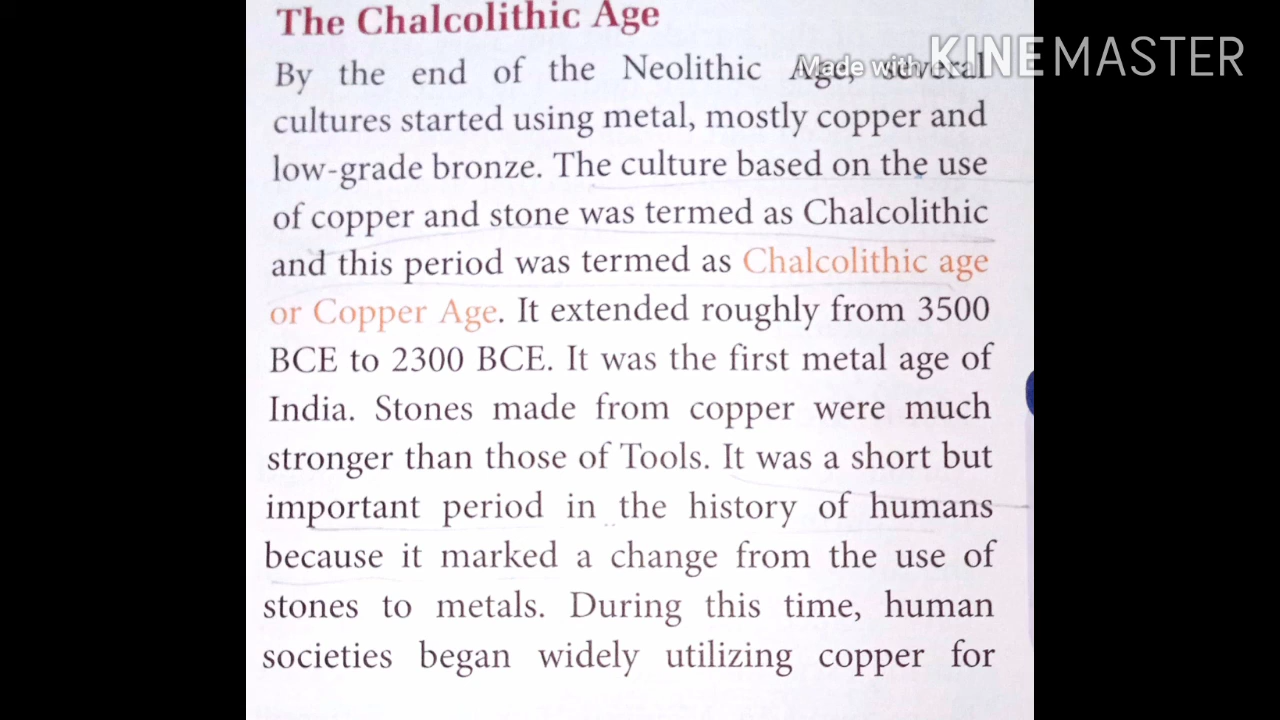 The Chalcolithic Age
Made with KINEMASTER
By the end of the Neolithic Age, several
cultures started using metal, mostly copper and
low-grade bronze. The culture based on the use
of copper and stone was termed as Chalcolithic
and this period was termed as Chalcolithic age
or Copper Age. It extended roughly from 3500
BCE to 2300 BCE. It was the first metal age of
India. Stones made from copper were much
stronger than those of Tools. It was a short but
important period in the history of humans
because it marked a change from the use of
stones to metals. During this time, human
societies began widely utilizing copper for